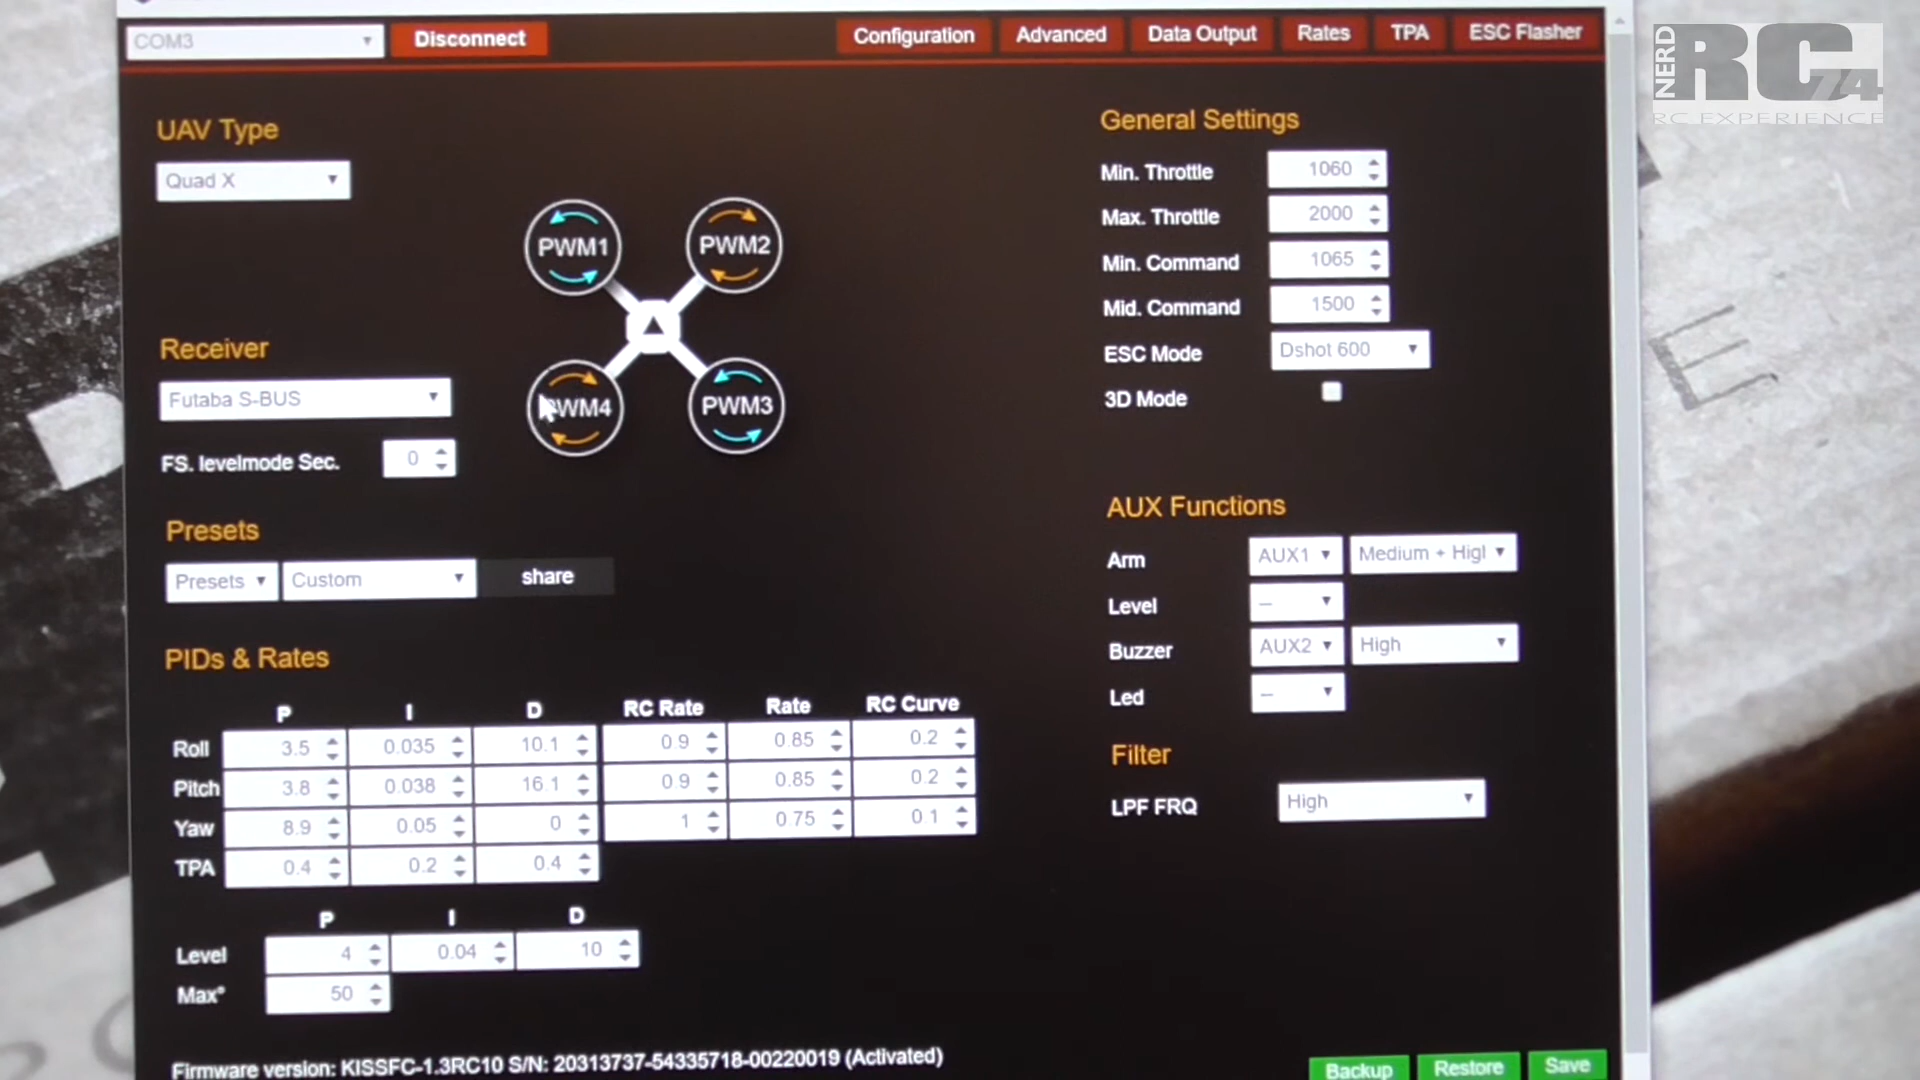 COM3 Disconnect Configuration Advanced Data Output Rates TPA ESC Flasher
NERD RC 74
RC EXPERIENCE
UAV Type
Quad X
PWM1 PWM2
PWM4 PWM3
Receiver
Futaba S-BUS
FS. levelmode Sec. 0
Presets
Presets Custom share
PIDs & Rates
P I D RC Rate Rate RC Curve
Roll 3.5 0.035 10.1 0.9 0.85 0.2
Pitch 3.8 0.038 16.1 0.9 0.85 0.2
Yaw 8.9 0.05 0 1 0.75 0.1
TPA 0.4 0.2 0.4
P I D
Level 4 0.04 10
Max° 50
General Settings
Min. Throttle 1060
Max. Throttle 2000
Min. Command 1065
Mid. Command 1500
ESC Mode Dshot 600
3D Mode
AUX Functions
Arm AUX1 Medium + Higl
Level --
Buzzer AUX2 High
Led --
Filter
LPF FRQ High
Firmware version: KISSFC-1.3RC10 S/N: 20313737-54335718-00220019 (Activated)
Backup Restore Save
E